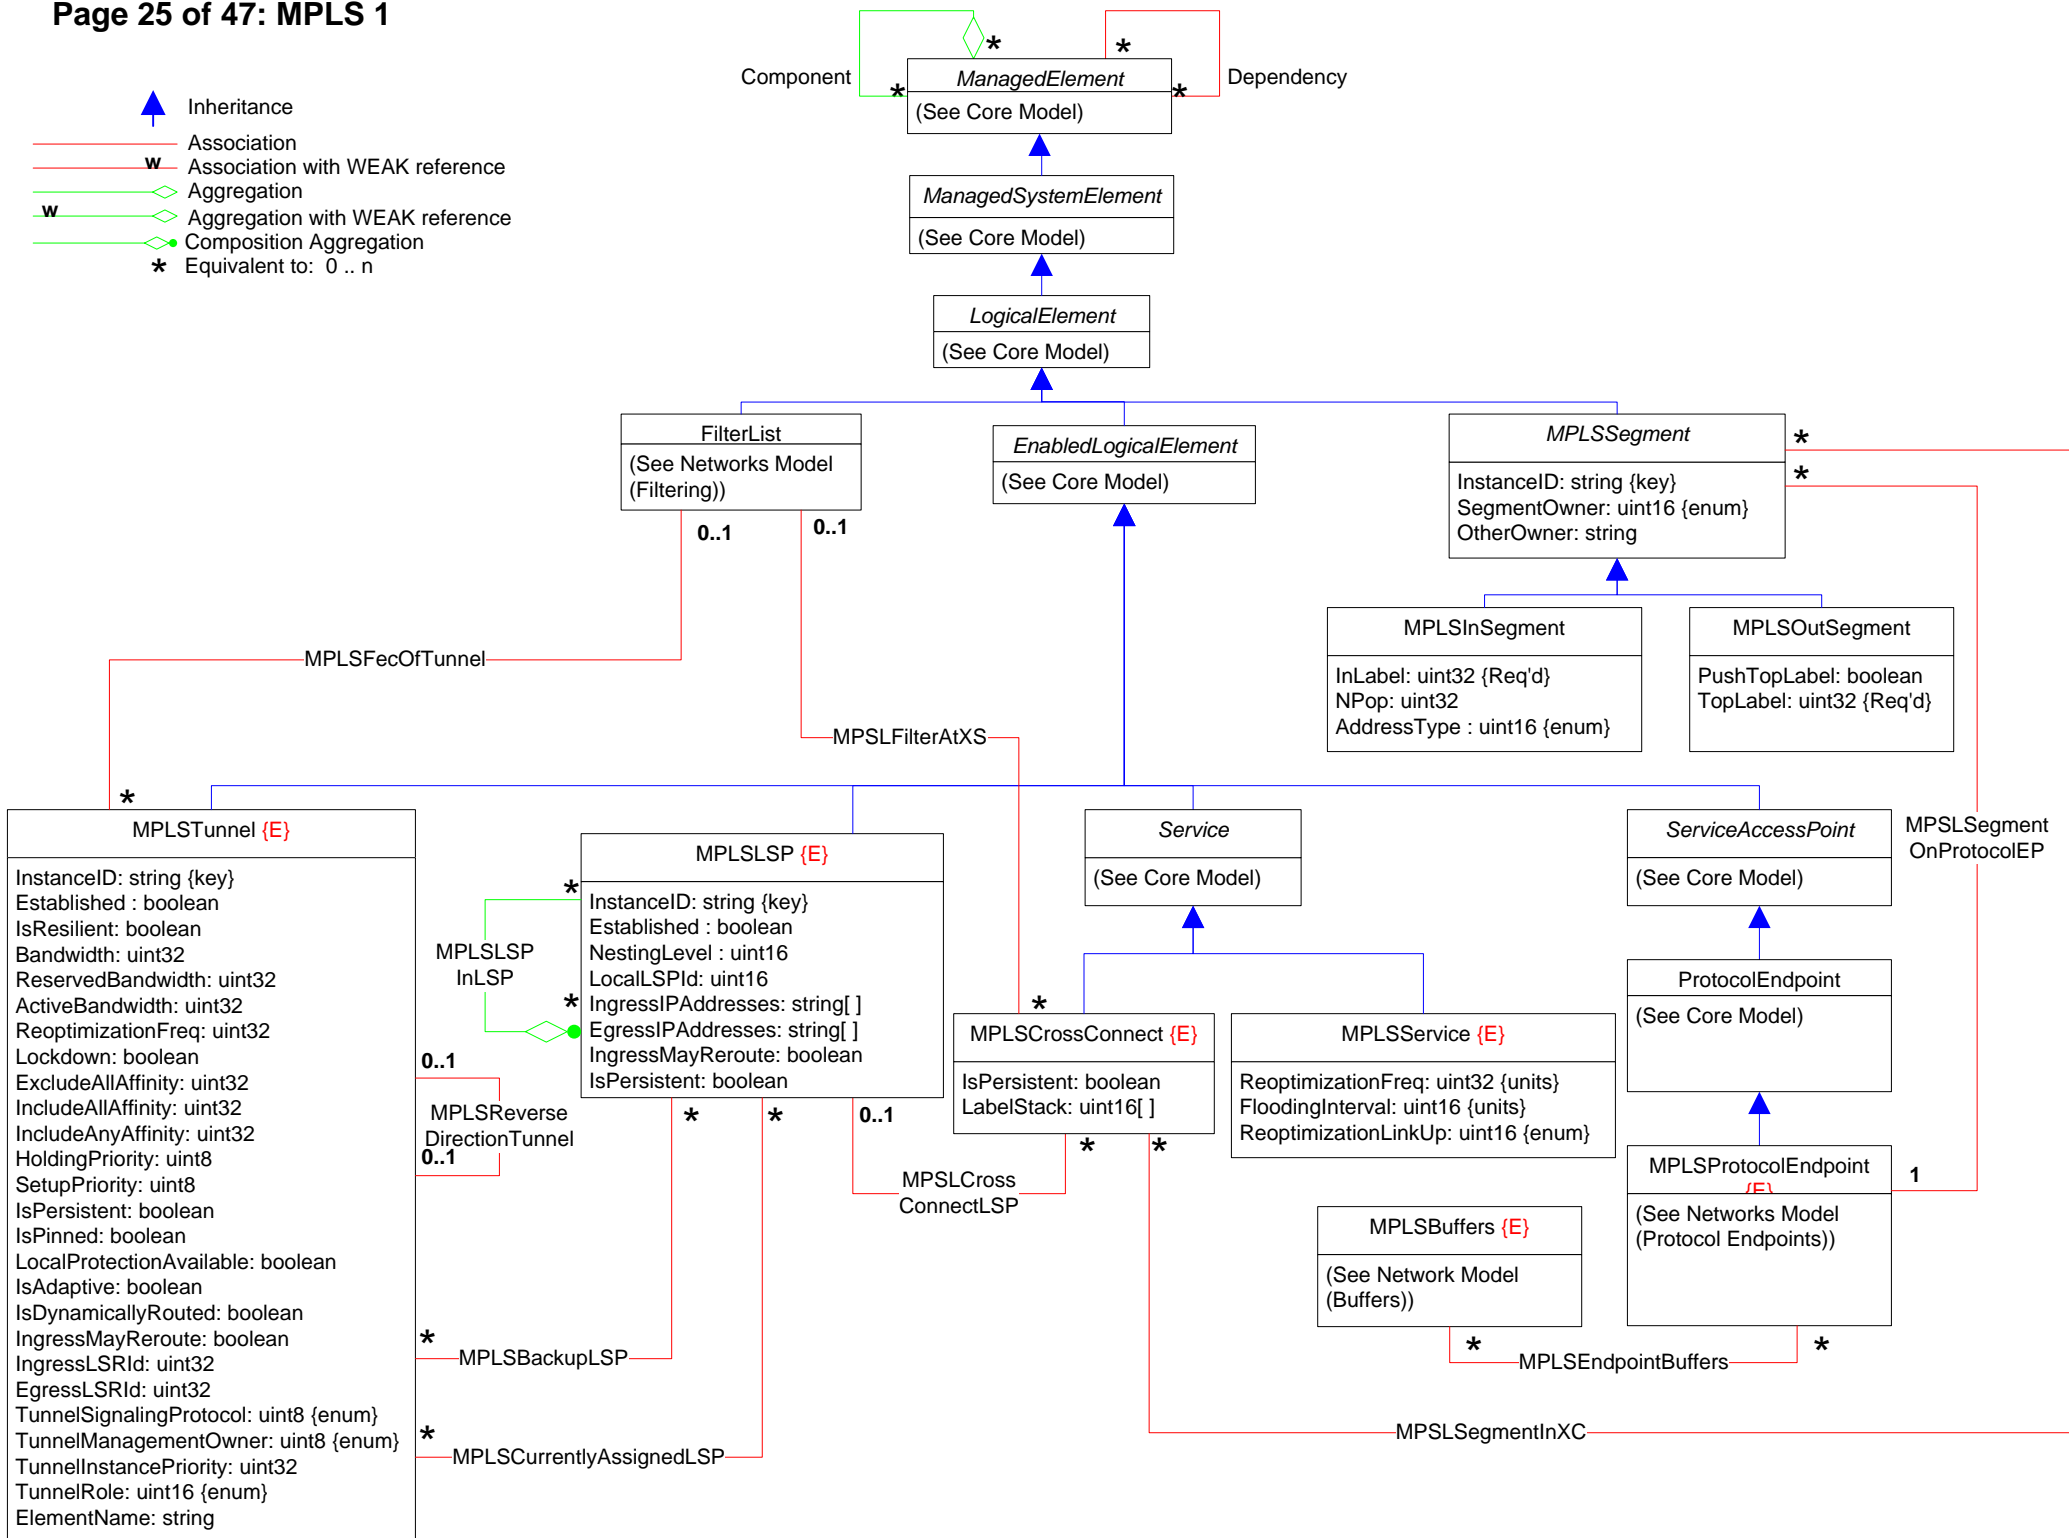 Page 25 of 47: MPLS 1
Inheritance
Association
w
Association with WEAK reference
Aggregation
w
Aggregation with WEAK reference
Composition Aggregation
* Equivalent to: 0 .. n
Component
*
*
*
*
Dependency
ManagedElement
(See Core Model)
ManagedSystemElement
(See Core Model)
LogicalElement
(See Core Model)
FilterList
(See Networks Model
(Filtering))
0..1
0..1
EnabledLogicalElement
(See Core Model)
MPLSSegment
InstanceID: string {key}
SegmentOwner: uint16 {enum}
OtherOwner: string
*
*
MPLSInSegment
InLabel: uint32 {Req'd}
NPop: uint32
AddressType : uint16 {enum}
MPLSOutSegment
PushTopLabel: boolean
TopLabel: uint32 {Req'd}
MPLSFecOfTunnel
MPSLFilterAtXS
*
MPLSTunnel {E}
InstanceID: string {key}
Established : boolean
IsResilient: boolean
Bandwidth: uint32
ReservedBandwidth: uint32
ActiveBandwidth: uint32
ReoptimizationFreq: uint32
Lockdown: boolean
ExcludeAllAffinity: uint32
IncludeAllAffinity: uint32
IncludeAnyAffinity: uint32
HoldingPriority: uint8
SetupPriority: uint8
IsPersistent: boolean
IsPinned: boolean
LocalProtectionAvailable: boolean
IsAdaptive: boolean
IsDynamicallyRouted: boolean
IngressMayReroute: boolean
IngressLSRId: uint32
EgressLSRId: uint32
TunnelSignalingProtocol: uint8 {enum}
TunnelManagementOwner: uint8 {enum}
TunnelInstancePriority: uint32
TunnelRole: uint16 {enum}
ElementName: string
MPLSLSP {E}
InstanceID: string {key}
Established : boolean
NestingLevel : uint16
LocalLSPId: uint16
IngressIPAddresses: string[ ]
EgressIPAddresses: string[ ]
IngressMayReroute: boolean
IsPersistent: boolean
*
MPLSLSP
InLSP
*
0..1
MPLSReverse
DirectionTunnel
0..1
*
*
0..1
*
MPLSBackupLSP
*
MPLSCurrentlyAssignedLSP
Service
(See Core Model)
ServiceAccessPoint
(See Core Model)
MPSLSegment
OnProtocolEP
*
MPLSCrossConnect {E}
IsPersistent: boolean
LabelStack: uint16[ ]
*
*
MPSLCross
ConnectLSP
MPLSService {E}
ReoptimizationFreq: uint32 {units}
FloodingInterval: uint16 {units}
ReoptimizationLinkUp: uint16 {enum}
ProtocolEndpoint
(See Core Model)
MPLSProtocolEndpoint
{E}
(See Networks Model
(Protocol Endpoints))
1
MPLSBuffers {E}
(See Network Model
(Buffers))
*
*
MPLSEndpointBuffers
MPSLSegmentInXC